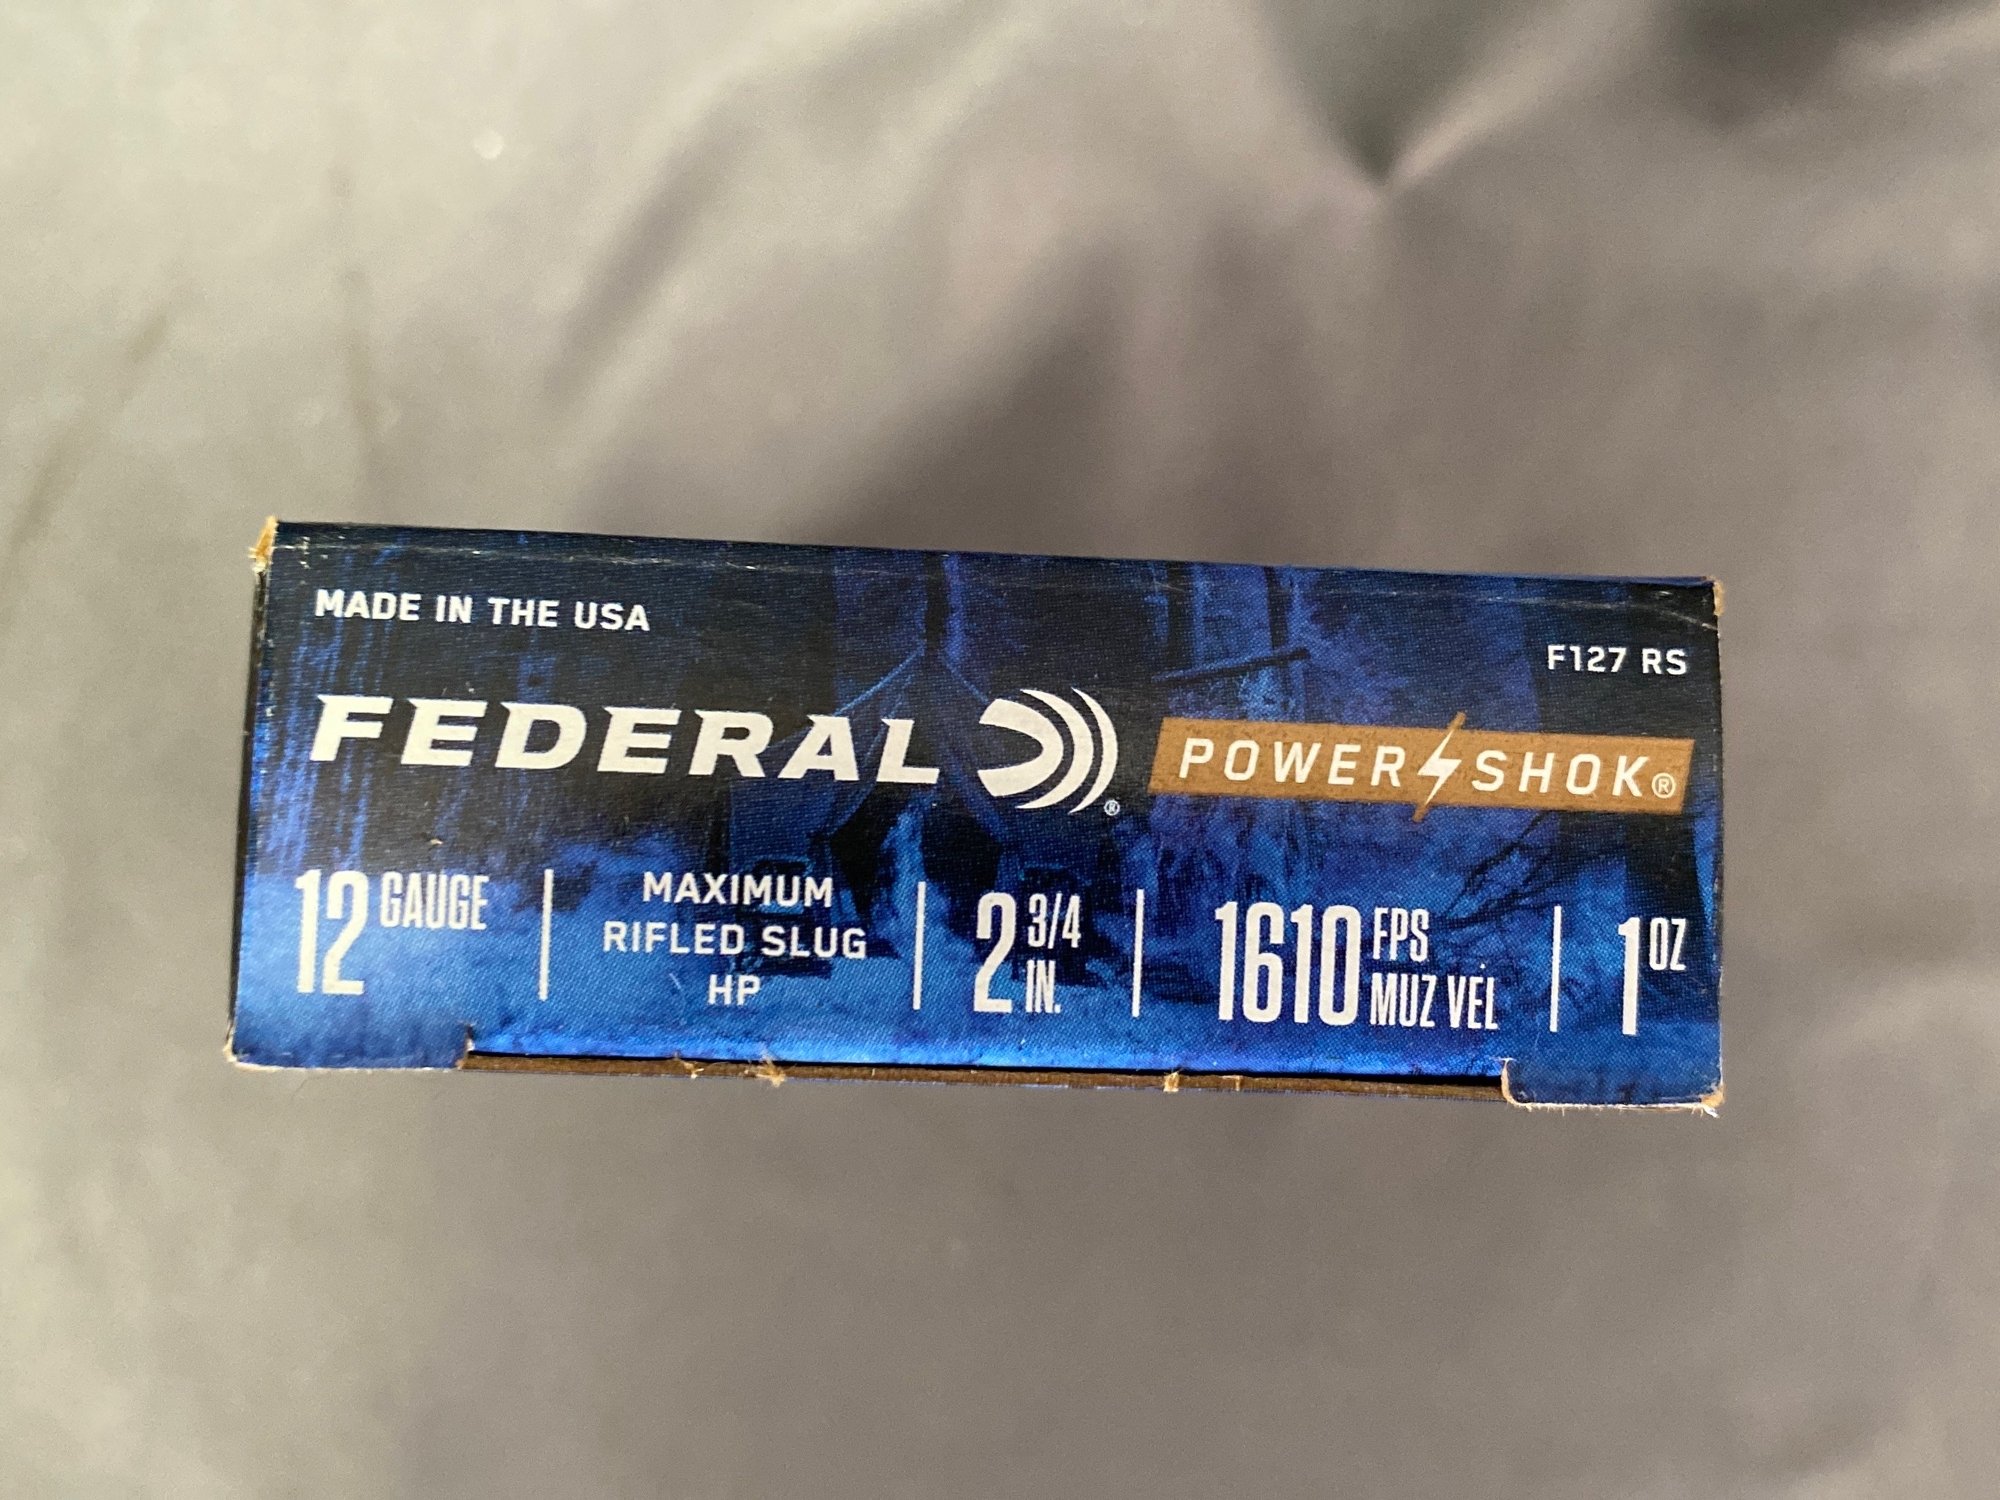 MADE IN THE USA
F127 RS
FEDERAL®
POWER SHOK®
12 GAUGE
MAXIMUM
RIFLED SLUG
HP
2 3/4
IN.
1610 FPS
MUZ VEL
1 OZ